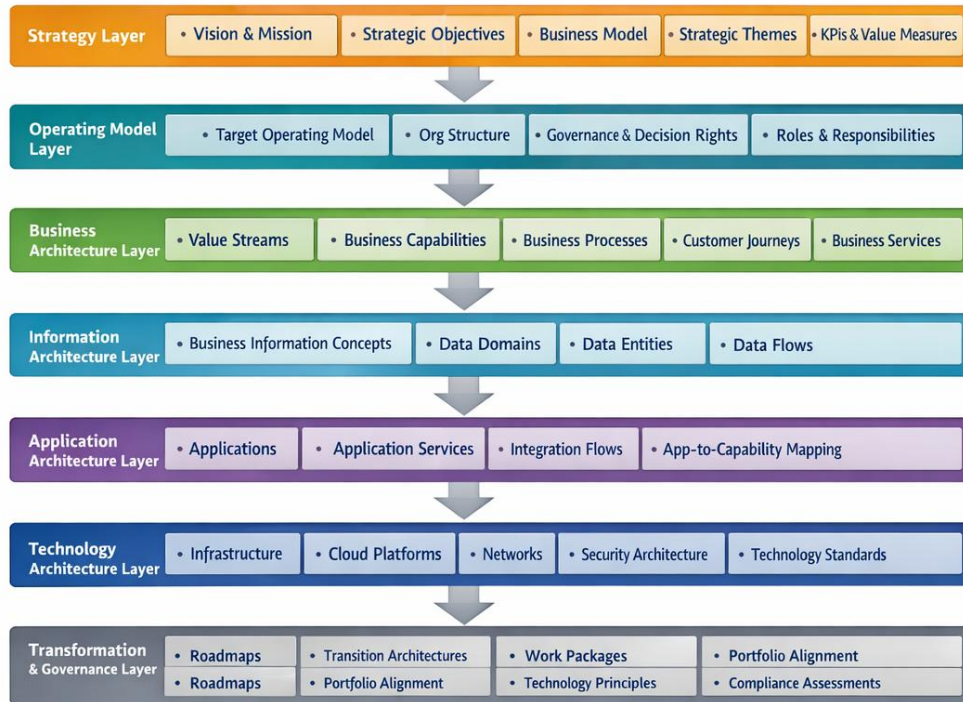 Strategy Layer
• Vision & Mission
• Strategic Objectives
• Business Model
• Strategic Themes
• KPIs & Value Measures
Operating Model
Layer
• Target Operating Model
• Org Structure
• Governance & Decision Rights
• Roles & Responsibilities
Business
Architecture Layer
• Value Streams
• Business Capabilities
• Business Processes
• Customer Journeys
• Business Services
Information
Architecture Layer
• Business Information Concepts
• Data Domains
• Data Entities
• Data Flows
Application
Architecture Layer
• Applications
• Application Services
• Integration Flows
• App-to-Capability Mapping
Technology
Architecture Layer
• Infrastructure
• Cloud Platforms
• Networks
• Security Architecture
• Technology Standards
Transformation
& Governance Layer
• Roadmaps
• Transition Architectures
• Work Packages
• Portfolio Alignment
• Roadmaps
• Portfolio Alignment
• Technology Principles
• Compliance Assessments